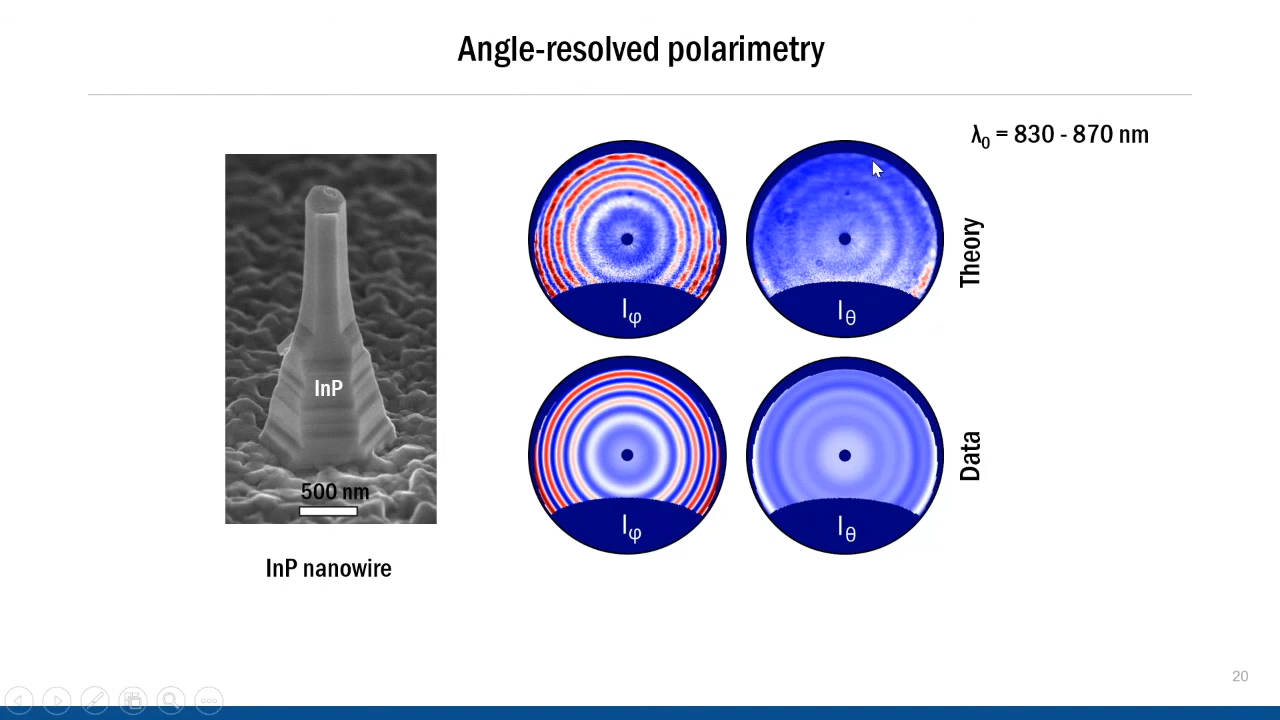 Angle-resolved polarimetry
λ₀ = 830 - 870 nm
InP
500 nm
InP nanowire
Iφ
Iθ
Theory
Iφ
Iθ
Data
20